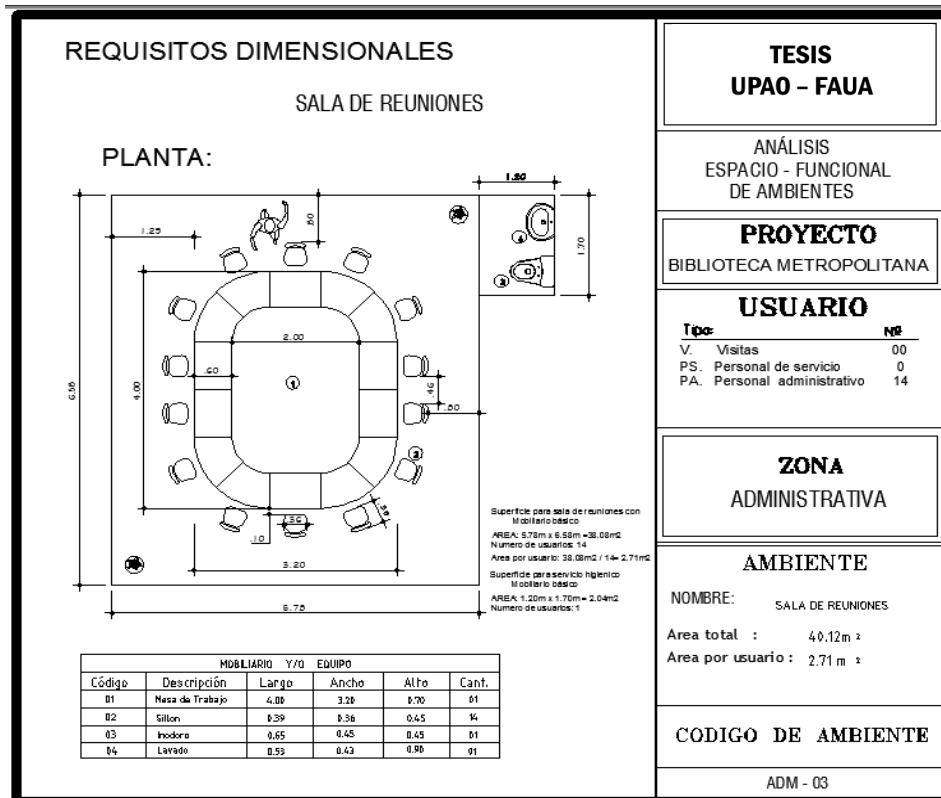 REQUISITOS DIMENSIONALES
SALA DE REUNIONES
PLANTA:
1.20
1.25
.60
1.70
4
3
2.00
.60
1
6.58
4.00
.46
.80
2
.36
.38
.10
3.20
5.78
Superficie para sala de reuniones con
Mobiliario básico
AREA: 5.78m x 6.58m =38.08m2
Numero de usuarios: 14
Area por usuario: 38.08m2 / 14= 2.71m2
Superficie para servicio higienico
Mobiliario básico
AREA: 1.20m x 1.70m = 2.04m2
Numero de usuarios: 1
MOBILIARIO Y/O EQUIPO
Código Descripción Largo Ancho Alto Cant.
01 Mesa de Trabajo 4.00 3.20 0.70 01
02 Sillon 0.39 0.36 0.45 14
03 Inodoro 0.65 0.45 0.45 01
04 Lavado 0.53 0.43 0.90 01
TESIS
UPAO – FAUA
ANÁLISIS
ESPACIO - FUNCIONAL
DE AMBIENTES
PROYECTO
BIBLIOTECA METROPOLITANA
USUARIO
Tipo: Nº
V. Visitas 00
PS. Personal de servicio 0
PA. Personal administrativo 14
ZONA
ADMINISTRATIVA
AMBIENTE
NOMBRE: SALA DE REUNIONES
Area total : 40.12m ²
Area por usuario : 2.71 m ²
CODIGO DE AMBIENTE
ADM - 03